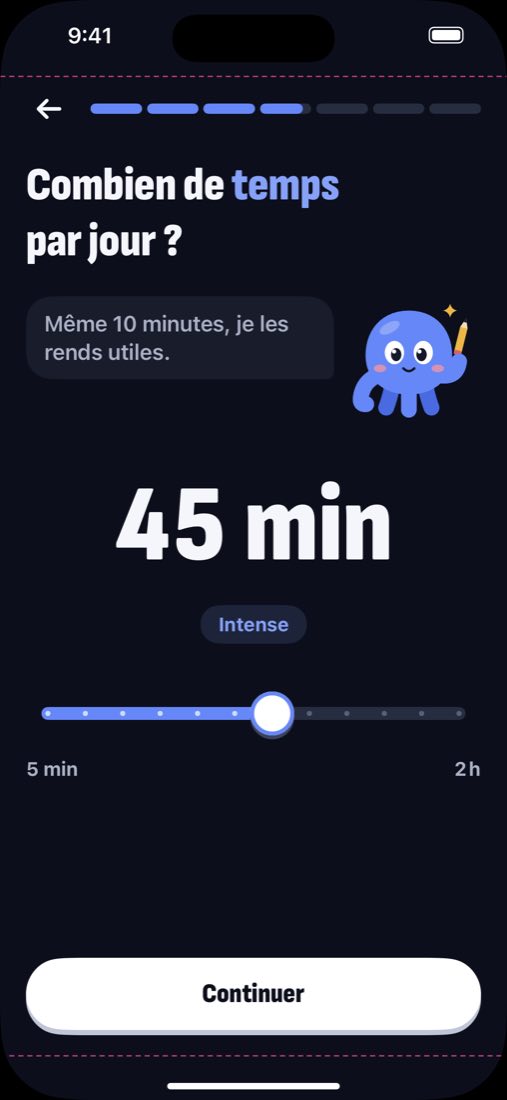 9:41
Combien de temps
par jour ?
Même 10 minutes, je les
rends utiles.
45 min
Intense
5 min
2 h
Continuer